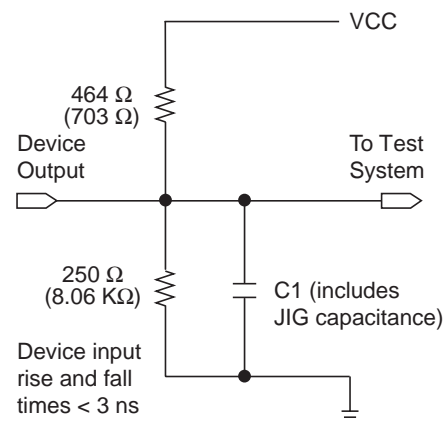 VCC
464 Ω
(703 Ω)
Device
Output
To Test
System
250 Ω
(8.06 KΩ)
C1 (includes
JIG capacitance)
Device input
rise and fall
times < 3 ns